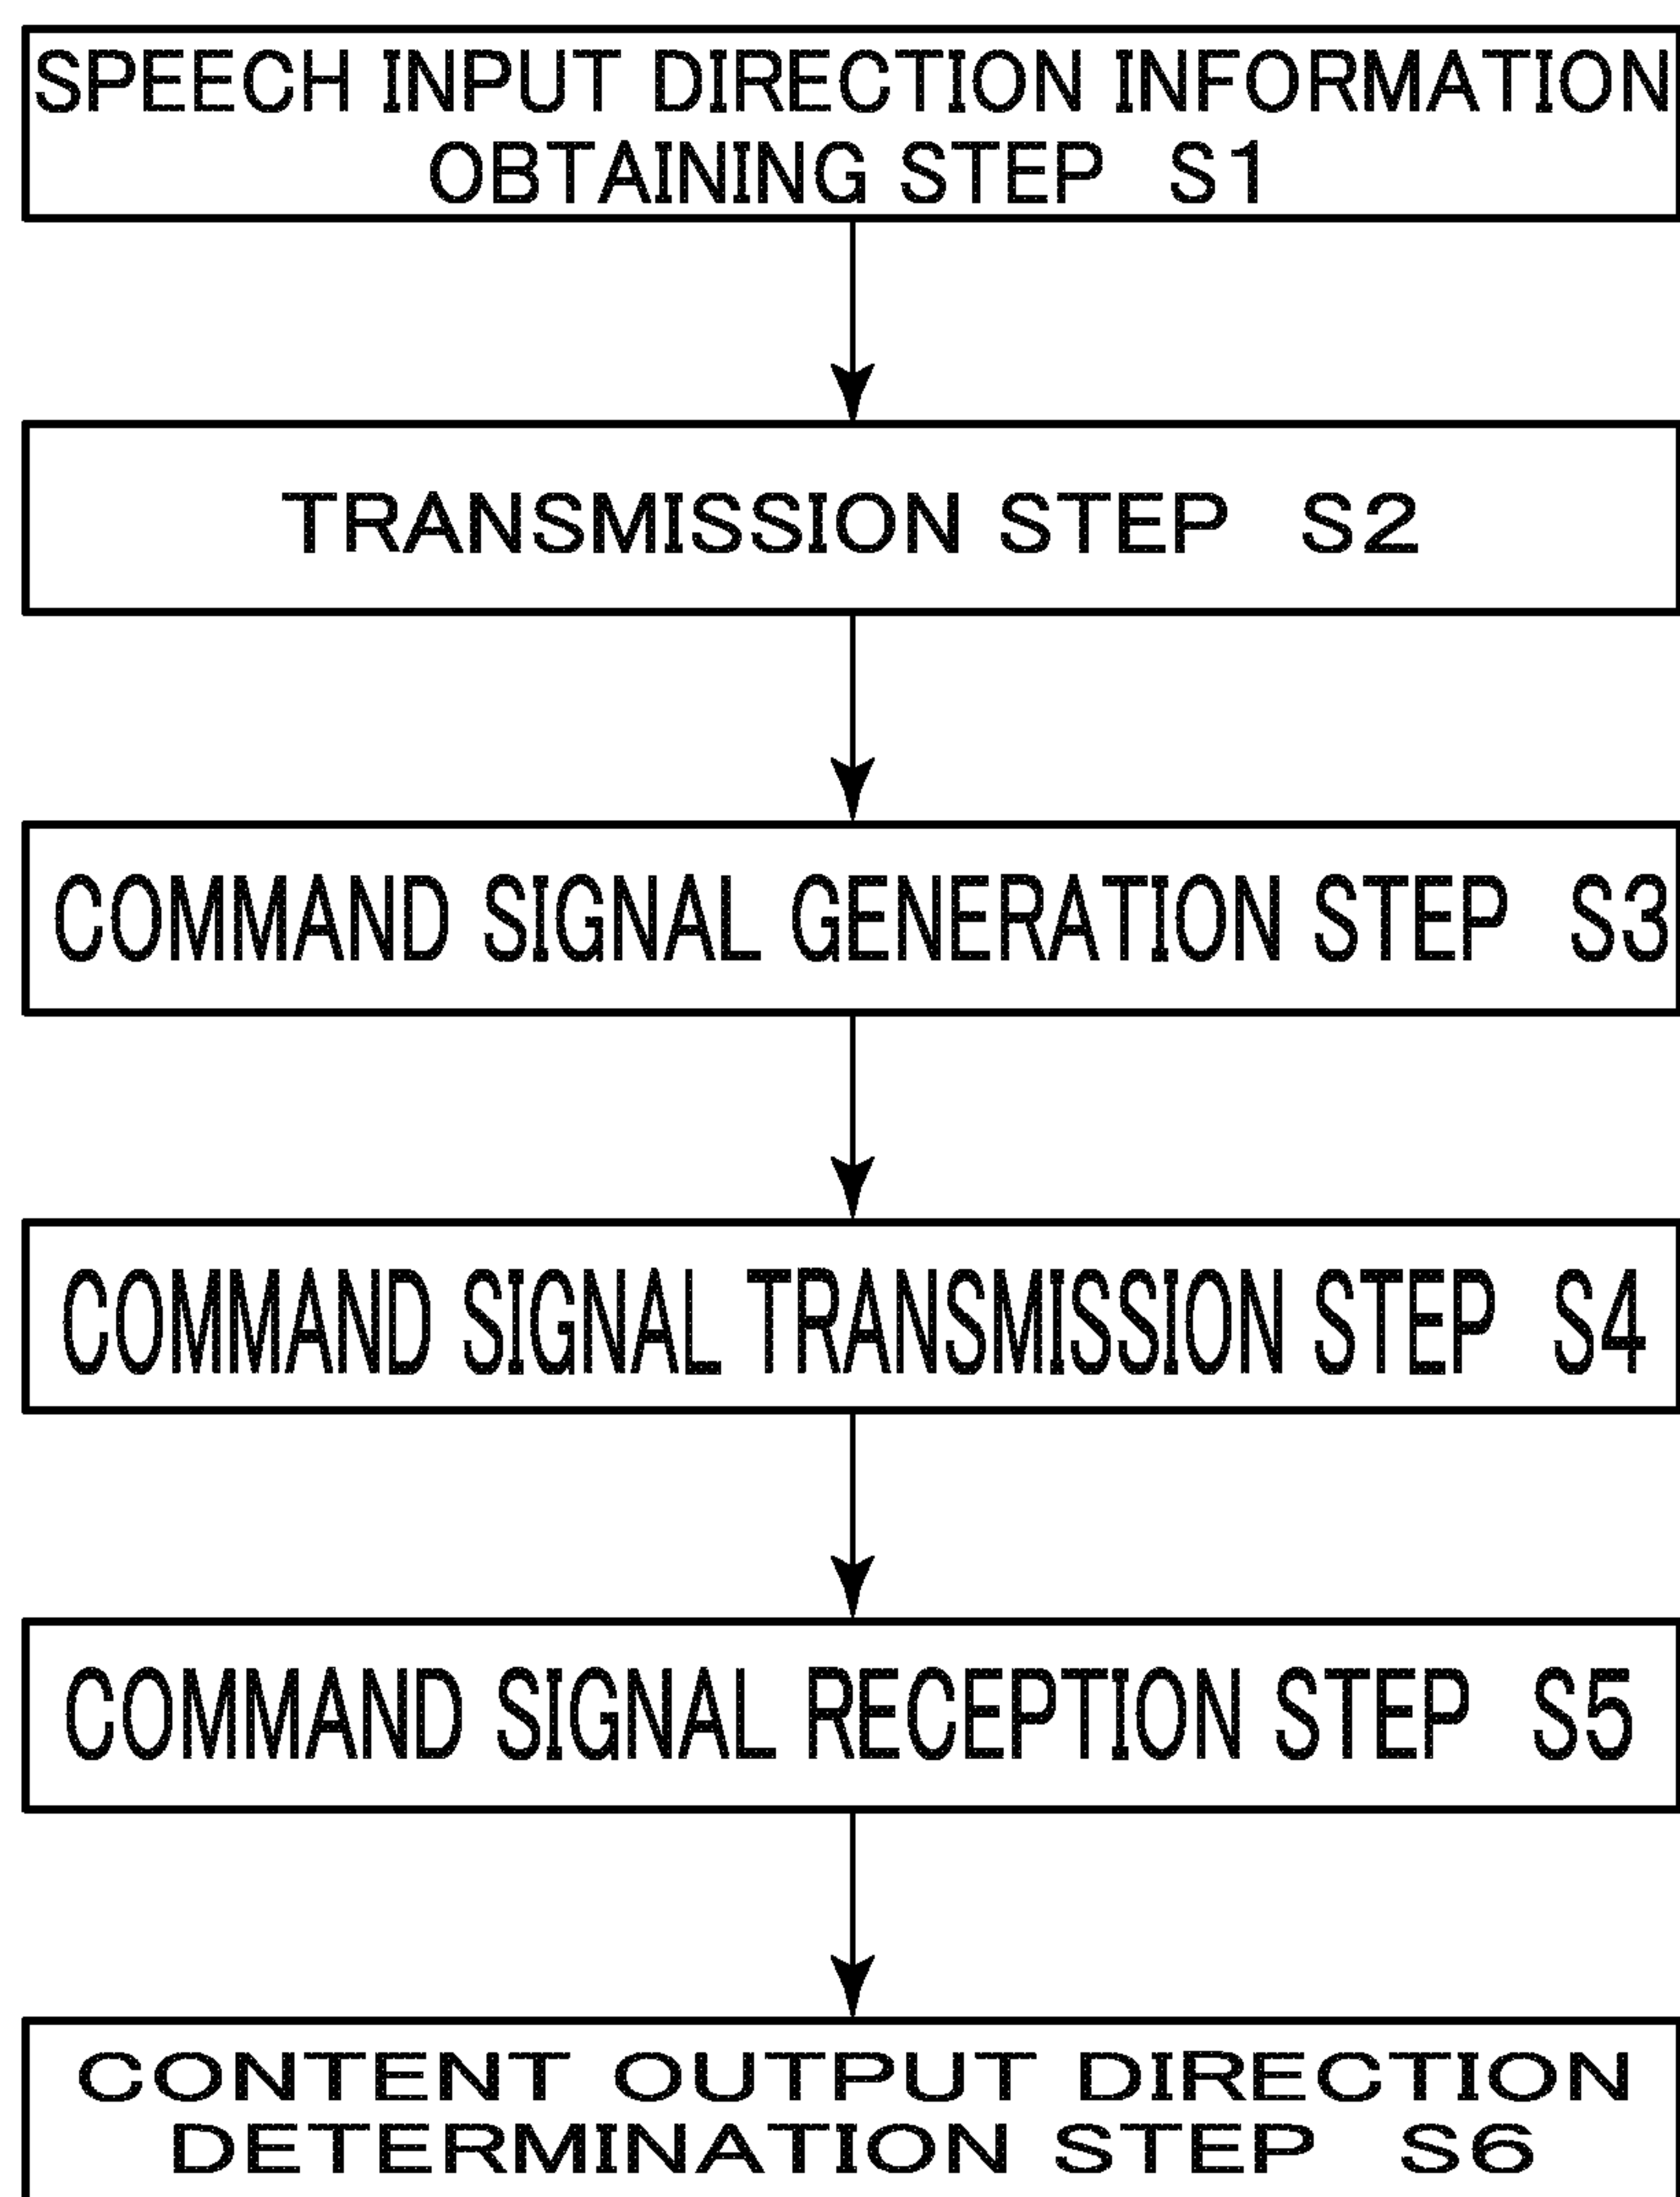 SPEECH INPUT DIRECTION INFORMATION
OBTAINING STEP S1
TRANSMISSION STEP S2
COMMAND SIGNAL GENERATION STEP S3
COMMAND SIGNAL TRANSMISSION STEP S4
COMMAND SIGNAL RECEPTION STEP S5
CONTENT OUTPUT DIRECTION
DETERMINATION STEP S6